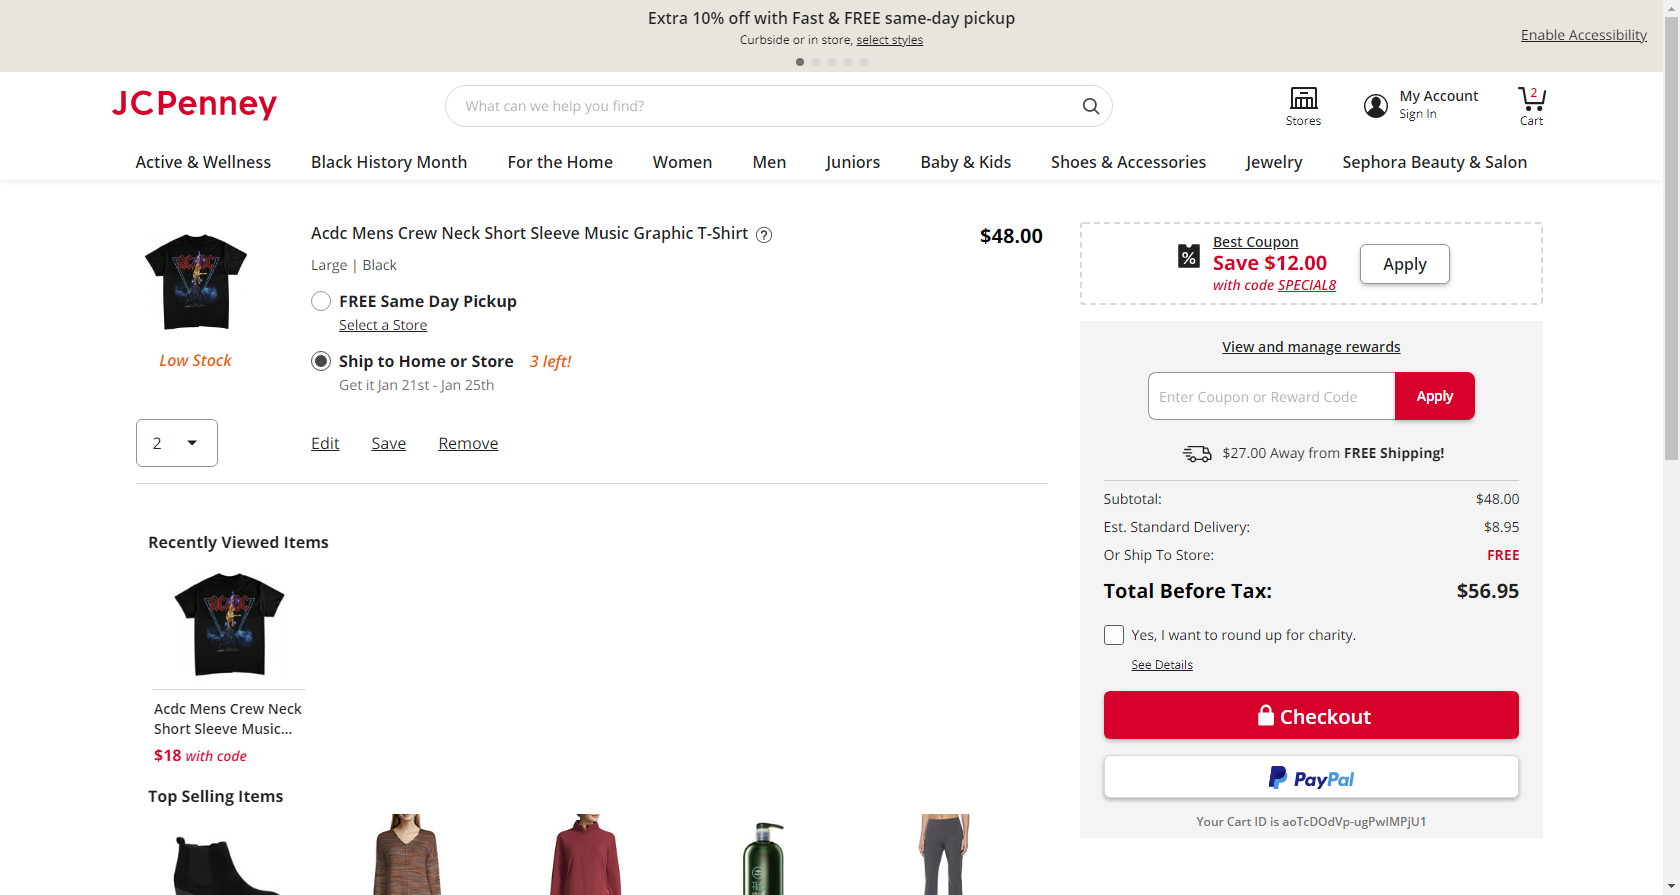 Extra 10% off with Fast & FREE same-day pickup
Curbside or in store, select styles
Enable Accessibility
JCPenney
What can we help you find?
Stores
My Account
Sign In
2
Cart
Active & Wellness
Black History Month
For the Home
Women
Men
Juniors
Baby & Kids
Shoes & Accessories
Jewelry
Sephora Beauty & Salon
Acdc Mens Crew Neck Short Sleeve Music Graphic T-Shirt ?
$48.00
Large | Black
FREE Same Day Pickup
Select a Store
Low Stock
Ship to Home or Store 3 left!
Get it Jan 21st - Jan 25th
2
Edit
Save
Remove
%
Best Coupon
Save $12.00
with code SPECIAL8
Apply
View and manage rewards
Enter Coupon or Reward Code
Apply
$27.00 Away from FREE Shipping!
Subtotal: $48.00
Est. Standard Delivery: $8.95
Or Ship To Store: FREE
Total Before Tax: $56.95
Yes, I want to round up for charity.
See Details
Checkout
PayPal
Your Cart ID is aoTcDOdVp-ugPwIMPjU1
Recently Viewed Items
Acdc Mens Crew Neck
Short Sleeve Music...
$18 with code
Top Selling Items